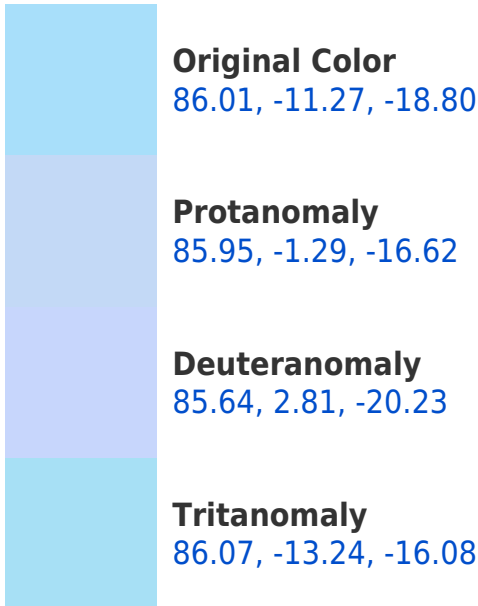 Original Color
86.01, -11.27, -18.80
Protanomaly
85.95, -1.29, -16.62
Deuteranomaly
85.64, 2.81, -20.23
Tritanomaly
86.07, -13.24, -16.08